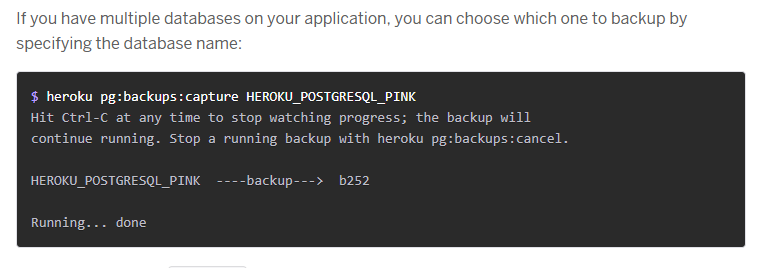 If you have multiple databases on your application, you can choose which one to backup by
specifying the database name:
$ heroku pg:backups:capture HEROKU_POSTGRESQL_PINK
Hit Ctrl-C at any time to stop watching progress; the backup will
continue running. Stop a running backup with heroku pg:backups:cancel.
HEROKU_POSTGRESQL_PINK  ----backup--->  b252
Running... done